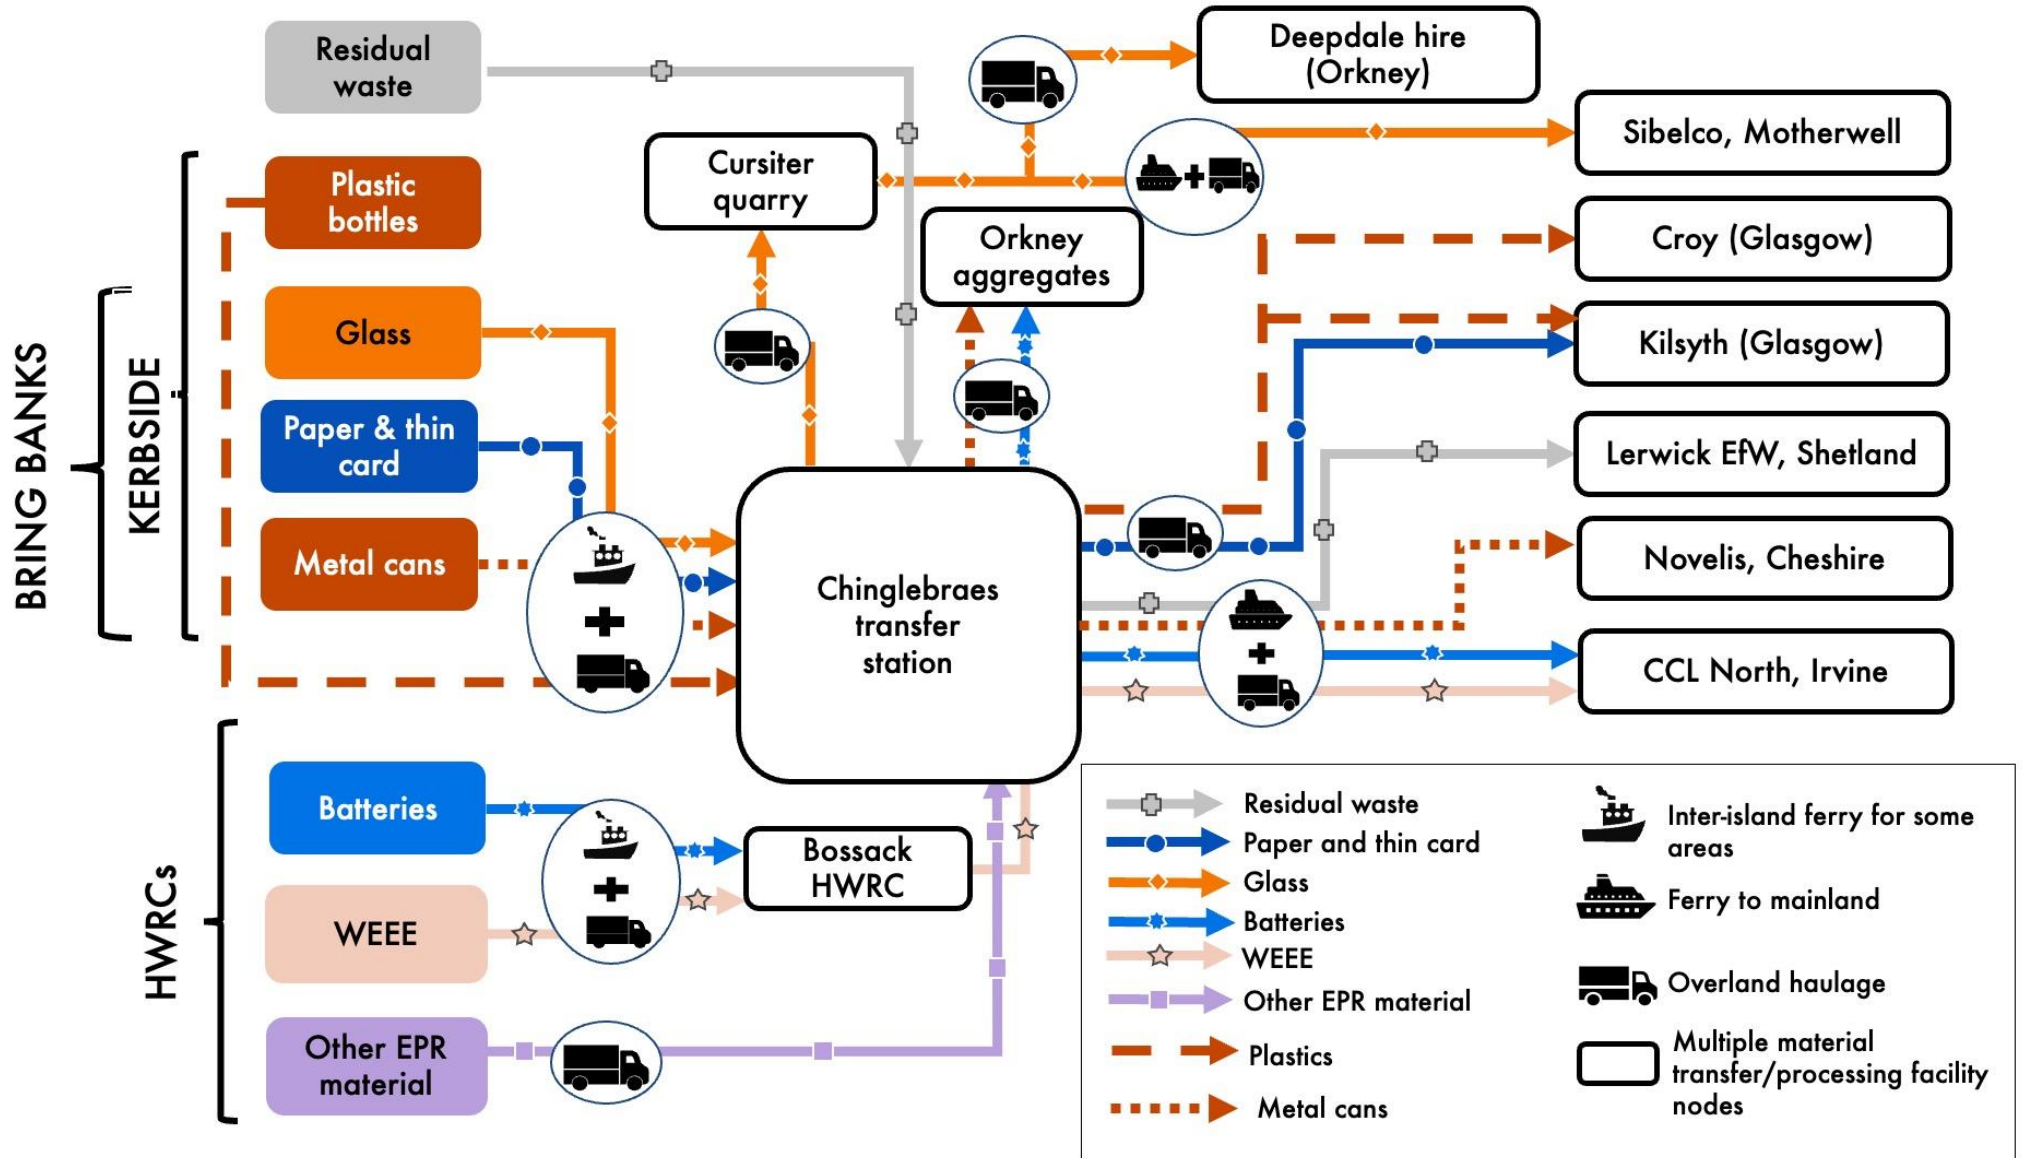 Residual
waste
Deepdale hire
(Orkney)
Sibelco, Motherwell
Cursiter
quarry
Plastic
bottles
Orkney
aggregates
Croy (Glasgow)
Glass
Kilsyth (Glasgow)
BRING BANKS
KERBSIDE
Paper & thin
card
Lerwick EfW, Shetland
Metal cans
Novelis, Cheshire
Chinglebraes
transfer
station
CCL North, Irvine
HWRCs
Batteries
Bossack
HWRC
WEEE
Other EPR
material
Residual waste
Paper and thin card
Glass
Batteries
WEEE
Other EPR material
Plastics
Metal cans
Inter-island ferry for some
areas
Ferry to mainland
Overland haulage
Multiple material
transfer/processing facility
nodes